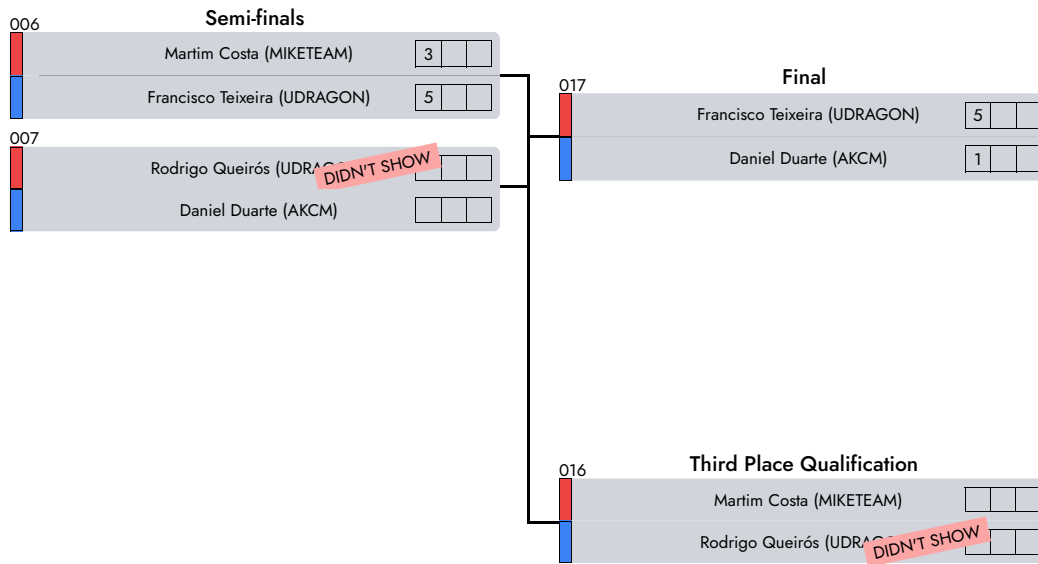 Semi-finals
006
Martim Costa (MIKETEAM) 3
Francisco Teixeira (UDRAGON) 5
007
Rodrigo Queirós DIDN'T SHOW
Daniel Duarte (AKCM)
Final
017
Francisco Teixeira (UDRAGON) 5
Daniel Duarte (AKCM) 1
Third Place Qualification
016
Martim Costa (MIKETEAM)
Rodrigo Queirós DIDN'T SHOW